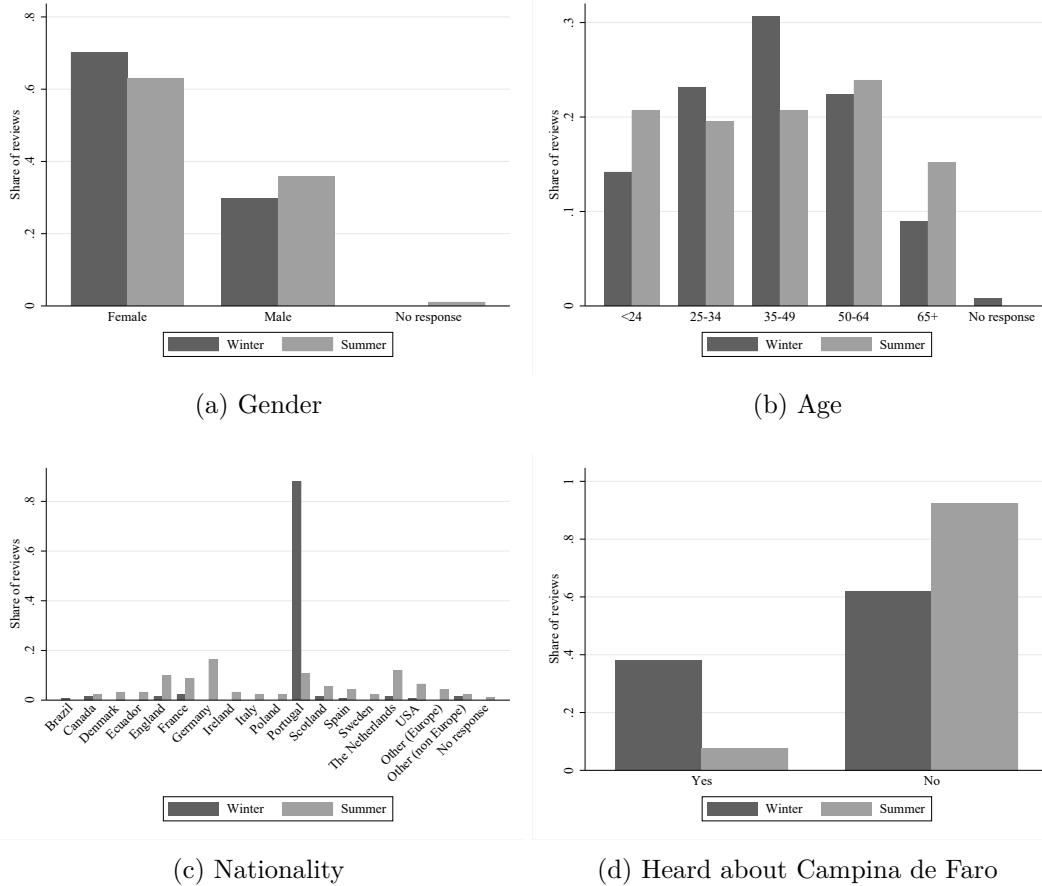 Share of reviews
0 .2 .4 .6 .8
Female Male No response
Winter Summer
(a) Gender
Share of reviews
0 .1 .2 .3
<24 25-34 35-49 50-64 65+ No response
Winter Summer
(b) Age
Share of reviews
0 .2 .4 .6 .8
Brazil Canada Denmark Ecuador England France Germany Ireland Italy Poland Portugal Scotland Spain Sweden The Netherlands USA Other (Europe) Other (non Europe) No response
Winter Summer
(c) Nationality
Share of reviews
0 .2 .4 .6 .8 1
Yes No
Winter Summer
(d) Heard about Campina de Faro